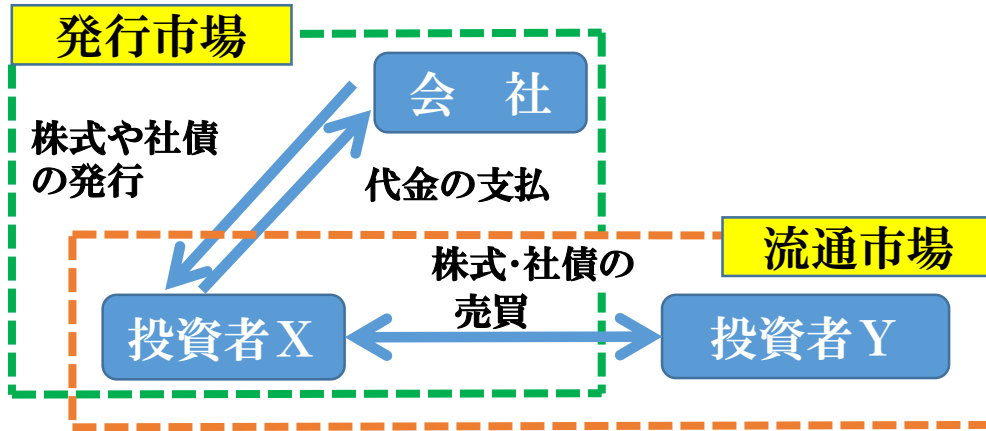 発行市場
会　社
株式や社債
の発行
代金の支払
流通市場
株式・社債の
売買
投資者X
投資者Y